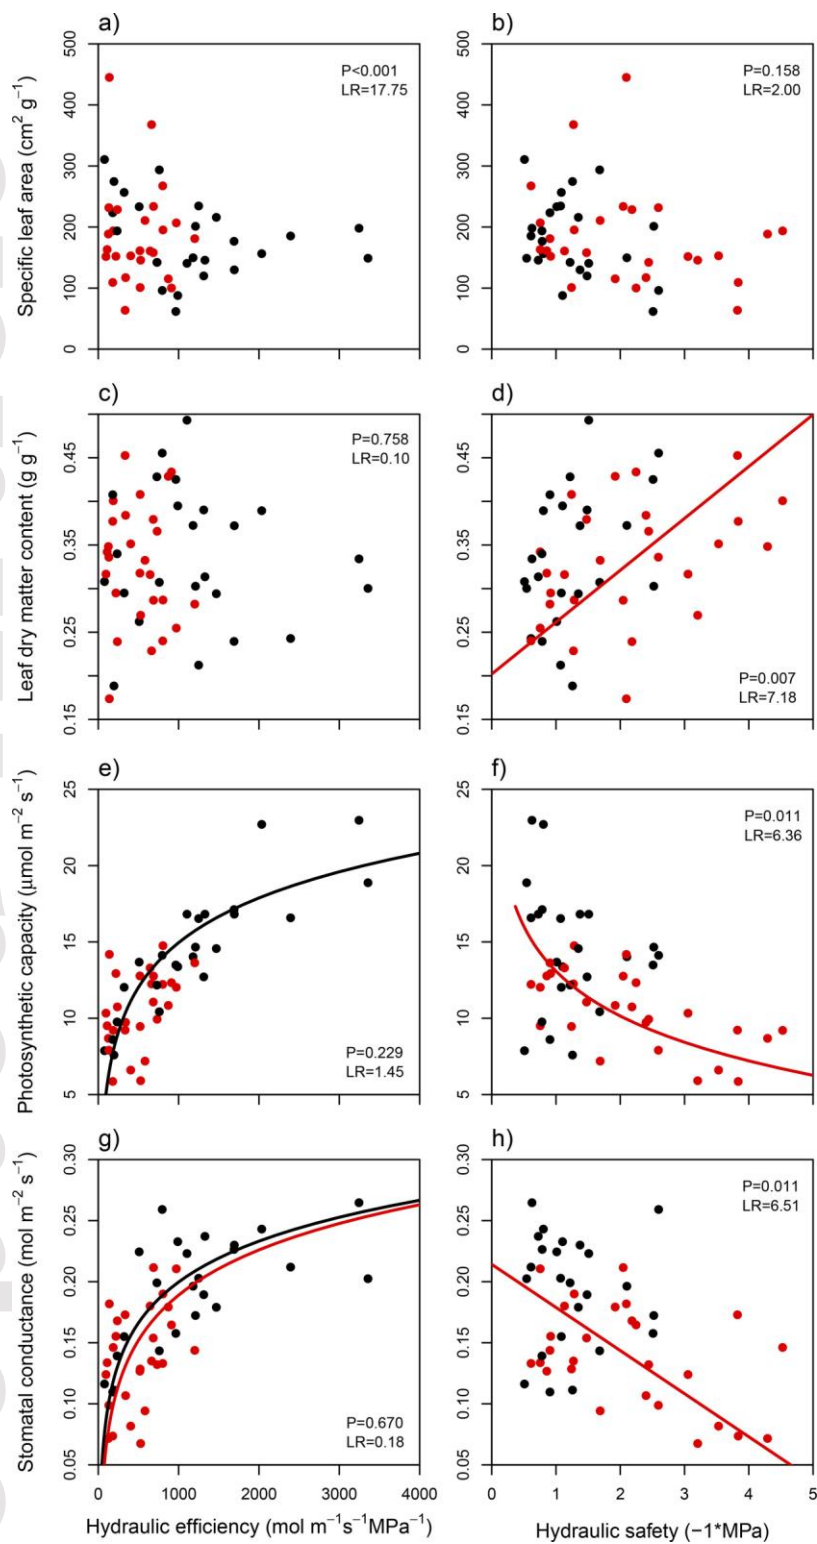 a)
b)
Specific leaf area (cm² g⁻¹)
500
400
300
200
100
0
P<0.001
LR=17.75
P=0.158
LR=2.00
c)
d)
Leaf dry matter content (g g⁻¹)
0.45
0.35
0.25
0.15
P=0.758
LR=0.10
P=0.007
LR=7.18
e)
f)
Photosynthetic capacity (µmol m⁻² s⁻¹)
25
20
15
10
5
P=0.229
LR=1.45
P=0.011
LR=6.36
g)
h)
Stomatal conductance (mol m⁻² s⁻¹)
0.30
0.25
0.20
0.15
0.10
0.05
P=0.670
LR=0.18
P=0.011
LR=6.51
0 1000 2000 3000 4000
0 1 2 3 4 5
Hydraulic efficiency (mol m⁻¹s⁻¹MPa⁻¹)
Hydraulic safety (−1*MPa)